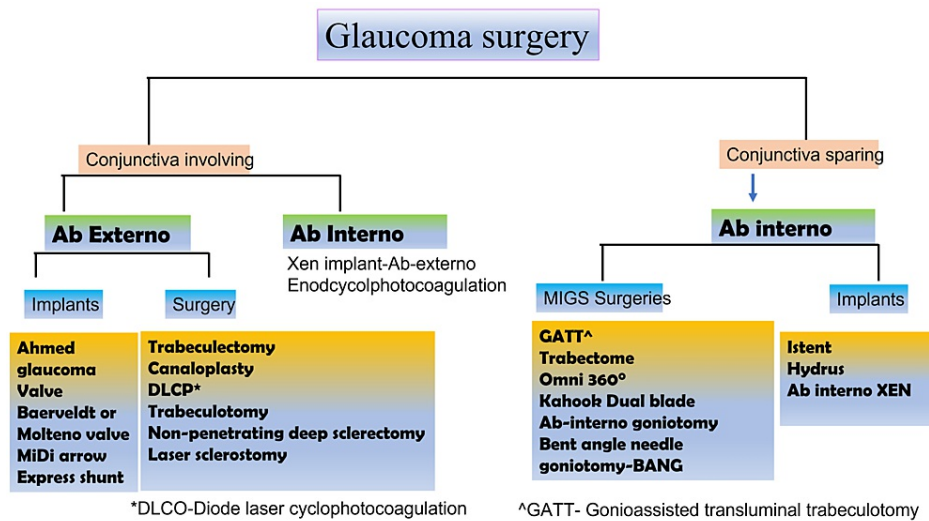 Glaucoma surgery
Conjunctiva involving
Conjunctiva sparing
Ab Externo
Ab Interno
Xen implant-Ab-externo
Enodcycolphotocoagulation
Ab interno
Implants
Surgery
MIGS Surgeries
Implants
Ahmed
glaucoma
Valve
Baerveldt or
Molteno valve
MiDi arrow
Express shunt
Trabeculectomy
Canaloplasty
DLCP*
Trabeculotomy
Non-penetrating deep sclerectomy
Laser sclerostomy
GATT^
Trabectome
Omni 360°
Kahook Dual blade
Ab-interno goniotomy
Bent angle needle
goniotomy-BANG
Istent
Hydrus
Ab interno XEN
*DLCO-Diode laser cyclophotocoagulation
^GATT- Gonioassisted transluminal trabeculotomy